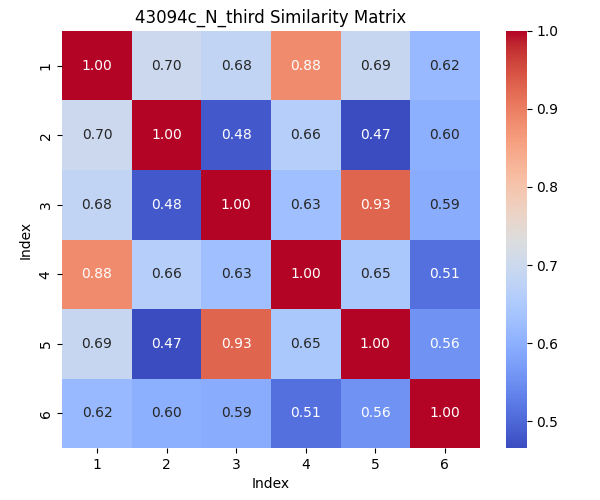 43094c_N_third Similarity Matrix
1 1.00 0.70 0.68 0.88 0.69 0.62
2 0.70 1.00 0.48 0.66 0.47 0.60
3 0.68 0.48 1.00 0.63 0.93 0.59
4 0.88 0.66 0.63 1.00 0.65 0.51
5 0.69 0.47 0.93 0.65 1.00 0.56
6 0.62 0.60 0.59 0.51 0.56 1.00
1 2 3 4 5 6
Index
Index
1.0
0.9
0.8
0.7
0.6
0.5